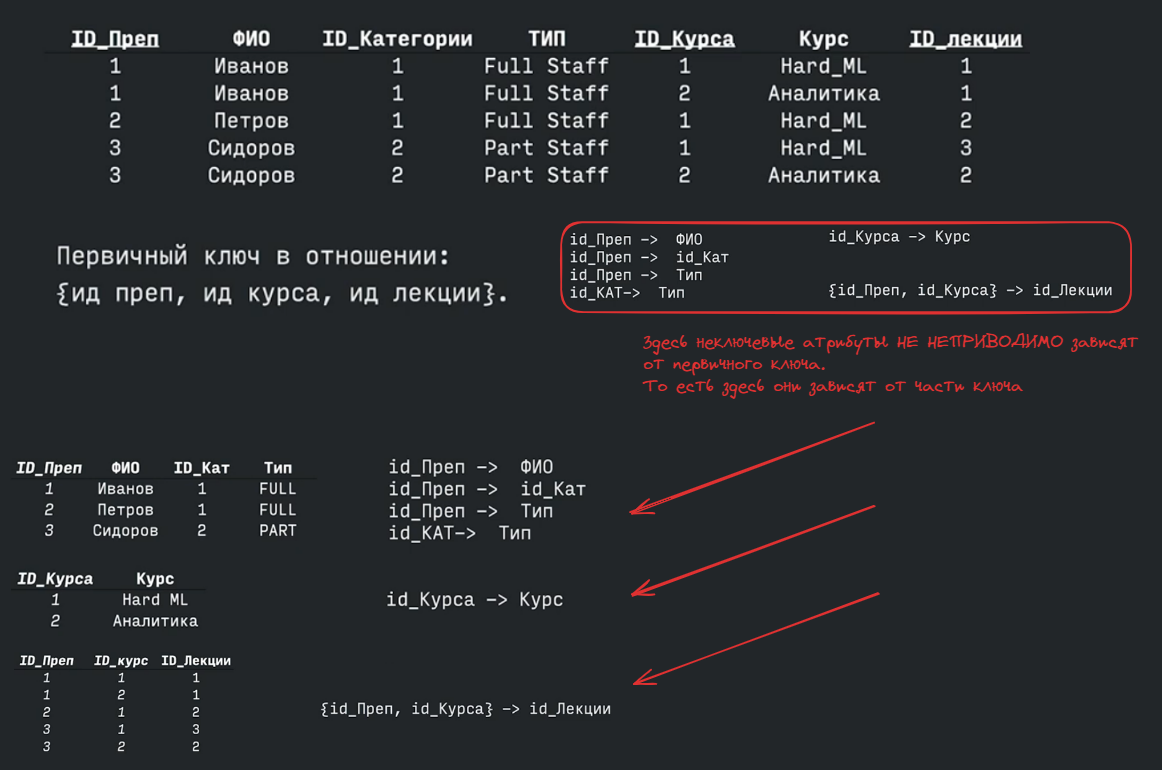 ID_Преп ФИО ID_Категории ТИП ID_Курса Курс ID_лекции
1 Иванов 1 Full Staff 1 Hard_ML 1
1 Иванов 1 Full Staff 2 Аналитика 1
2 Петров 1 Full Staff 1 Hard_ML 2
3 Сидоров 2 Part Staff 1 Hard_ML 3
3 Сидоров 2 Part Staff 2 Аналитика 2
Первичный ключ в отношении:
{ид преп, ид курса, ид лекции}.
id_Преп -> ФИО
id_Преп -> id_Кат
id_Преп -> Тип
id_КАТ-> Тип
id_Курса -> Курс
{id_Преп, id_Курса} -> id_Лекции
Здесь неключевые атрибуты НЕ НЕПРИВОДИМО зависят
от первичного ключа.
То есть здесь они зависят от части ключа
ID_Преп ФИО ID_Кат Тип
1 Иванов 1 FULL
2 Петров 1 FULL
3 Сидоров 2 PART
id_Преп -> ФИО
id_Преп -> id_Кат
id_Преп -> Тип
id_КАТ-> Тип
ID_Курса Курс
1 Hard ML
2 Аналитика
id_Курса -> Курс
ID_Преп ID_курс ID_Лекции
1 1 1
1 2 1
2 1 2
3 1 3
3 2 2
{id_Преп, id_Курса} -> id_Лекции